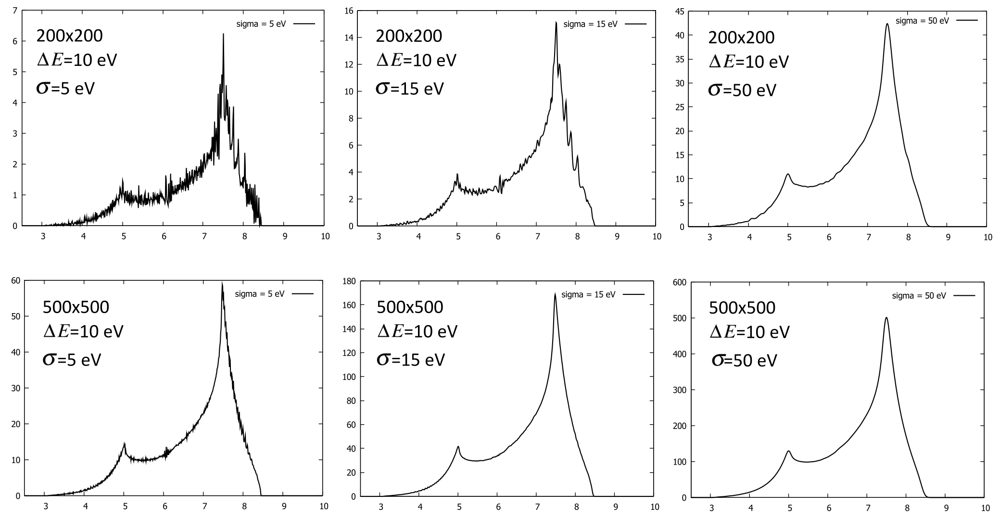 sigma = 5 eV
200x200
ΔE=10 eV
σ=5 eV
7
6
5
4
3
2
1
0
3 4 5 6 7 8 9 10
sigma = 15 eV
200x200
ΔE=10 eV
σ=15 eV
16
14
12
10
8
6
4
2
0
3 4 5 6 7 8 9 10
sigma = 50 eV
200x200
ΔE=10 eV
σ=50 eV
45
40
35
30
25
20
15
10
5
0
3 4 5 6 7 8 9 10
sigma = 5 eV
500x500
ΔE=10 eV
σ=5 eV
60
50
40
30
20
10
0
3 4 5 6 7 8 9 10
sigma = 15 eV
500x500
ΔE=10 eV
σ=15 eV
180
160
140
120
100
80
60
40
20
0
3 4 5 6 7 8 9 10
sigma = 50 eV
500x500
ΔE=10 eV
σ=50 eV
600
500
400
300
200
100
0
3 4 5 6 7 8 9 10